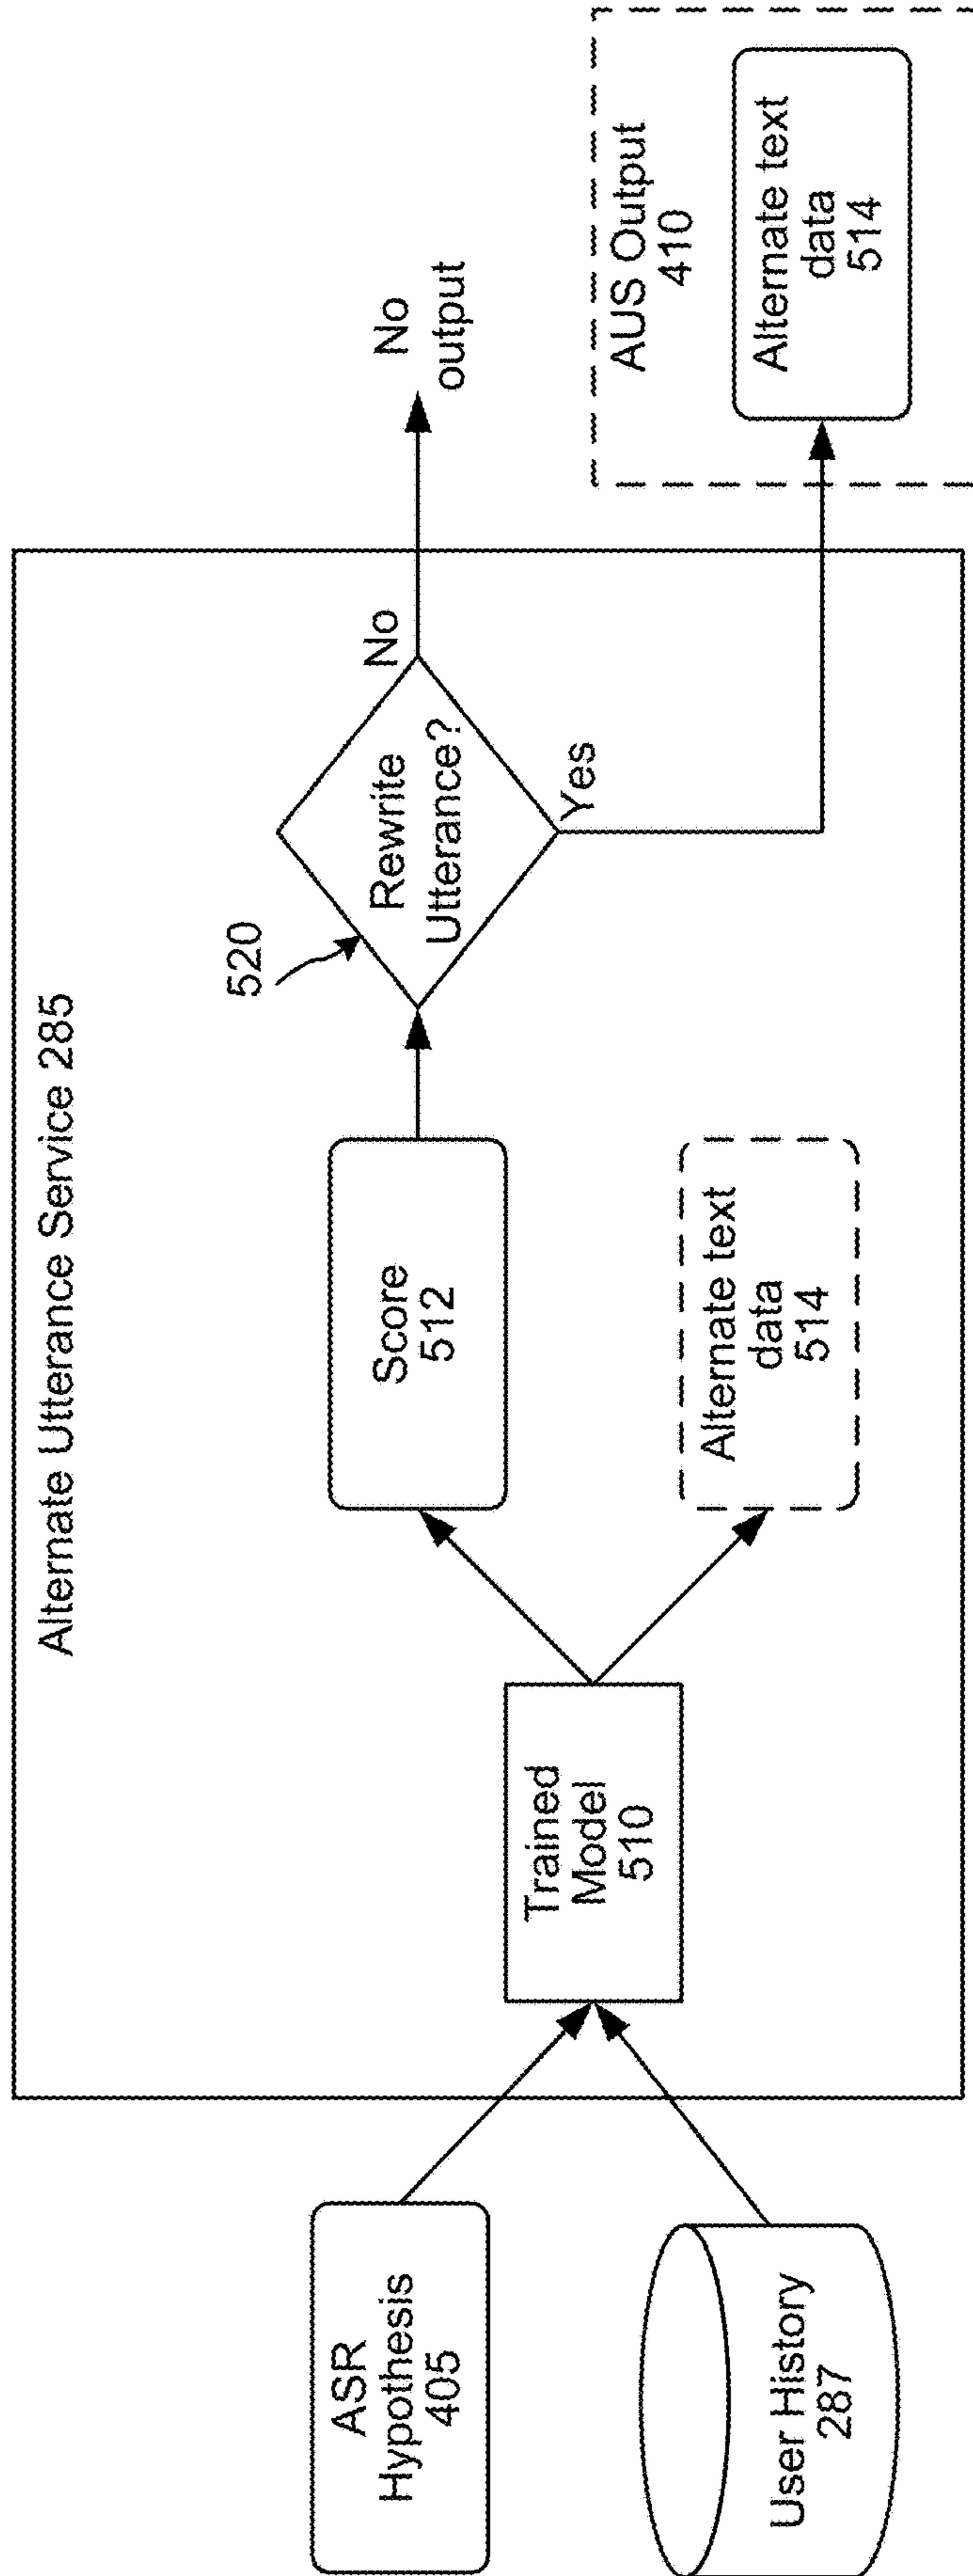 Alternate Utterance Service 285
ASR
Hypothesis
405
User History
287
Trained
Model
510
Score
512
Alternate text
data
514
520
Rewrite
Utterance?
No
Yes
No
output
AUS Output
410
Alternate text
data
514